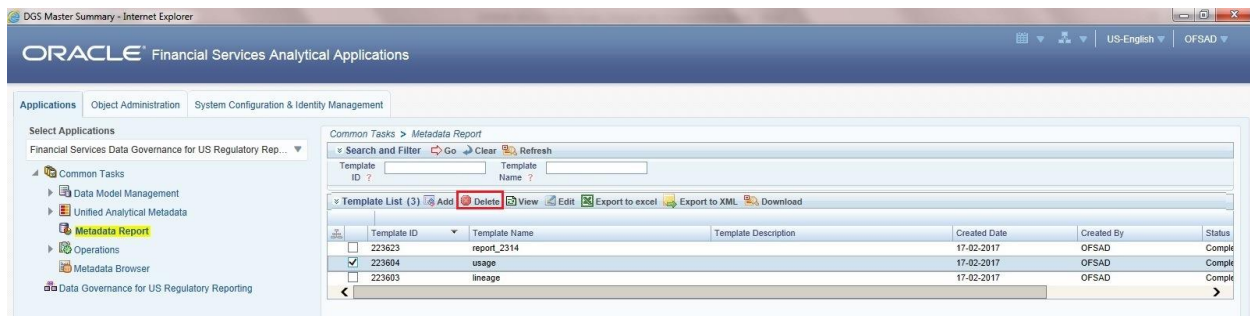 DGS Master Summary - Internet Explorer
ORACLE® Financial Services Analytical Applications
US-English OFSAD
Applications Object Administration System Configuration & Identity Management
Select Applications
Financial Services Data Governance for US Regulatory Rep...
Common Tasks
Data Model Management
Unified Analytical Metadata
Metadata Report
Operations
Metadata Browser
Data Governance for US Regulatory Reporting
Common Tasks > Metadata Report
Search and Filter Go Clear Refresh
Template ID ? Template Name ?
Template List (3) Add Delete View Edit Export to excel Export to XML Download
Template ID Template Name Template Description Created Date Created By Status
223623 report_2314 17-02-2017 OFSAD Comple
223604 usage 17-02-2017 OFSAD Comple
223603 lineage 17-02-2017 OFSAD Comple